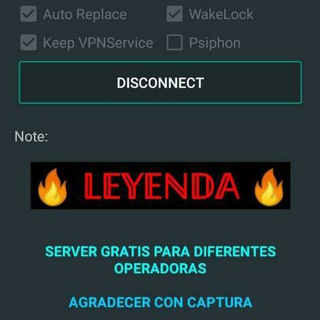 Auto Replace WakeLock
Keep VPNService Psiphon
DISCONNECT
Note:
🔥 LEYENDA 🔥
SERVER GRATIS PARA DIFERENTES
OPERADORAS
AGRADECER CON CAPTURA